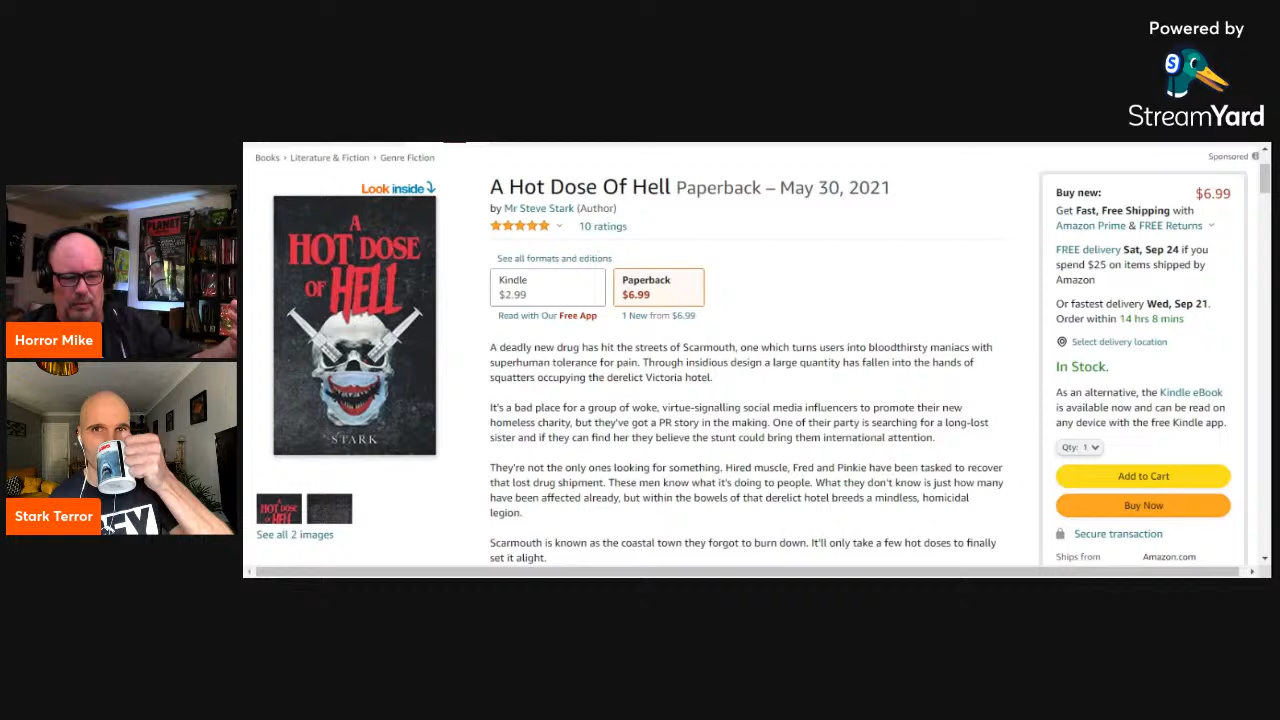 Powered by
S
StreamYard
Books › Literature & Fiction › Genre Fiction
Sponsored
Look inside
A Hot Dose Of Hell Paperback – May 30, 2021
by Mr Steve Stark (Author)
10 ratings
See all formats and editions
Kindle
$2.99
Paperback
$6.99
Read with Our Free App
1 New from $6.99
A deadly new drug has hit the streets of Scarmouth, one which turns users into bloodthirsty maniacs with
superhuman tolerance for pain. Through insidious design a large quantity has fallen into the hands of
squatters occupying the derelict Victoria hotel.
It's a bad place for a group of woke, virtue-signalling social media influencers to promote their new
homeless charity, but they've got a PR story in the making. One of their party is searching for a long-lost
sister and if they can find her they believe the stunt could bring them international attention.
They're not the only ones looking for something. Hired muscle, Fred and Pinkie have been tasked to recover
that lost drug shipment. These men know what it's doing to people. What they don't know is just how many
have been affected already, but within the bowels of that derelict hotel breeds a mindless, homicidal
legion.
Scarmouth is known as the coastal town they forgot to burn down. It'll only take a few hot doses to finally
set it alight.
A
HOT DOSE
OF HELL
STARK
HOT DOSE
HELL
See all 2 images
Buy new:
$6.99
Get Fast, Free Shipping with
Amazon Prime & FREE Returns
FREE delivery Sat, Sep 24 if you
spend $25 on items shipped by
Amazon
Or fastest delivery Wed, Sep 21.
Order within 14 hrs 8 mins
Select delivery location
In Stock.
As an alternative, the Kindle eBook
is available now and can be read on
any device with the free Kindle app.
Qty: 1
Add to Cart
Buy Now
Secure transaction
Ships from
Amazon.com
PLANET
Horror Mike
Stark Terror